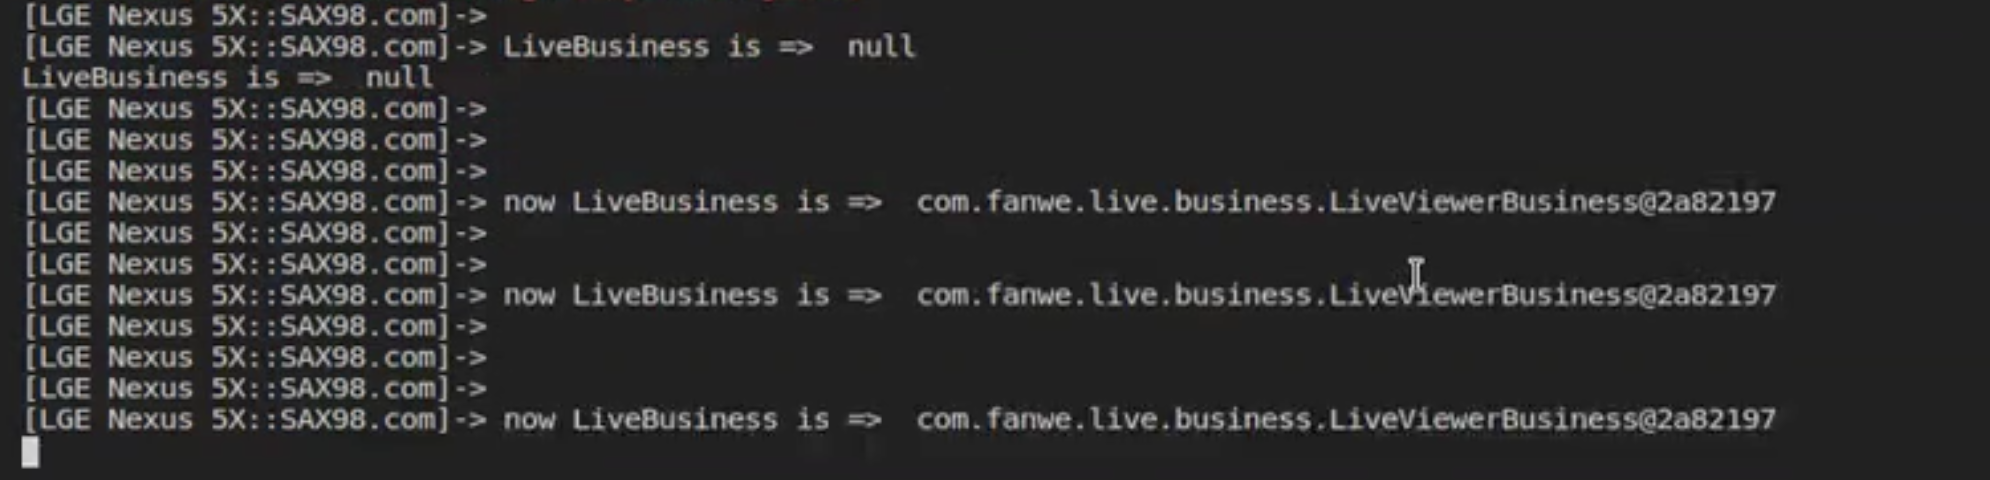 [LGE Nexus 5X::SAX98.com]->
[LGE Nexus 5X::SAX98.com]-> LiveBusiness is =>  null
LiveBusiness is =>  null
[LGE Nexus 5X::SAX98.com]->
[LGE Nexus 5X::SAX98.com]->
[LGE Nexus 5X::SAX98.com]->
[LGE Nexus 5X::SAX98.com]-> now LiveBusiness is =>  com.fanwe.live.business.LiveViewerBusiness@2a82197
[LGE Nexus 5X::SAX98.com]->
[LGE Nexus 5X::SAX98.com]->
[LGE Nexus 5X::SAX98.com]-> now LiveBusiness is =>  com.fanwe.live.business.LiveViewerBusiness@2a82197
[LGE Nexus 5X::SAX98.com]->
[LGE Nexus 5X::SAX98.com]->
[LGE Nexus 5X::SAX98.com]->
[LGE Nexus 5X::SAX98.com]-> now LiveBusiness is =>  com.fanwe.live.business.LiveViewerBusiness@2a82197